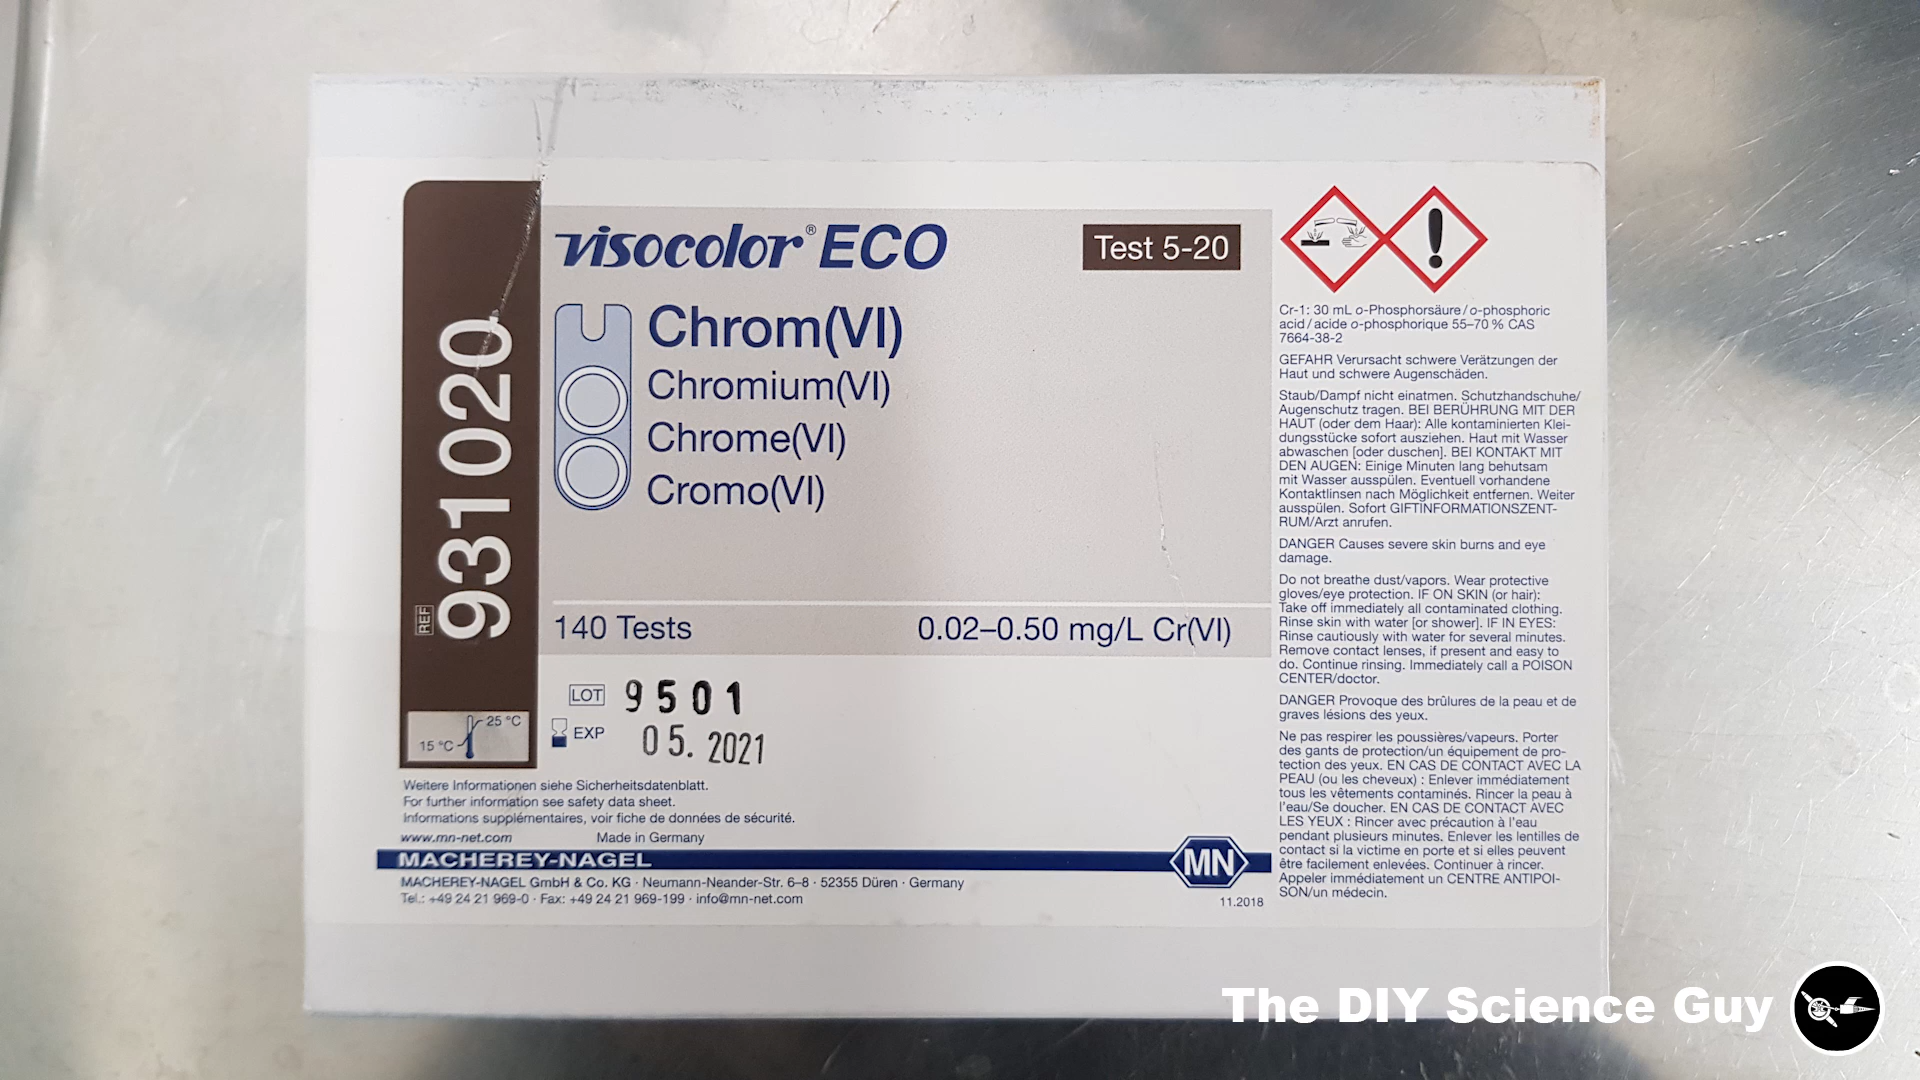 visocolor® ECO
Test 5-20
Chrom(VI)
Chromium(VI)
Chrome(VI)
Cromo(VI)
REF 931 020
140 Tests
0.02–0.50 mg/L Cr(VI)
LOT 9501
EXP 05. 2021
25 °C
15 °C
Weitere Informationen siehe Sicherheitsdatenblatt.
For further information see safety data sheet.
Informations supplémentaires, voir fiche de données de sécurité.
www.mn-net.com Made in Germany
MACHEREY-NAGEL
MN
MACHEREY-NAGEL GmbH & Co. KG · Neumann-Neander-Str. 6–8 · 52355 Düren · Germany
Tel.: +49 24 21 969-0 · Fax: +49 24 21 969-199 · info@mn-net.com
11.2018
Cr-1: 30 mL o-Phosphorsäure / o-phosphoric
acid / acide o-phosphorique 55–70 % CAS
7664-38-2
GEFAHR Verursacht schwere Verätzungen der
Haut und schwere Augenschäden.
Staub/Dampf nicht einatmen. Schutzhandschuhe/
Augenschutz tragen. BEI BERÜHRUNG MIT DER
HAUT (oder dem Haar): Alle kontaminierten Klei-
dungsstücke sofort ausziehen. Haut mit Wasser
abwaschen [oder duschen]. BEI KONTAKT MIT
DEN AUGEN: Einige Minuten lang behutsam
mit Wasser ausspülen. Eventuell vorhandene
Kontaktlinsen nach Möglichkeit entfernen. Weiter
ausspülen. Sofort GIFTINFORMATIONSZENT-
RUM/Arzt anrufen.
DANGER Causes severe skin burns and eye
damage.
Do not breathe dust/vapors. Wear protective
gloves/eye protection. IF ON SKIN (or hair):
Take off immediately all contaminated clothing.
Rinse skin with water [or shower]. IF IN EYES:
Rinse cautiously with water for several minutes.
Remove contact lenses, if present and easy to
do. Continue rinsing. Immediately call a POISON
CENTER/doctor.
DANGER Provoque des brûlures de la peau et de
graves lésions des yeux.
Ne pas respirer les poussières/vapeurs. Porter
des gants de protection/un équipement de pro-
tection des yeux. EN CAS DE CONTACT AVEC LA
PEAU (ou les cheveux) : Enlever immédiatement
tous les vêtements contaminés. Rincer la peau à
l'eau/Se doucher. EN CAS DE CONTACT AVEC
LES YEUX : Rincer avec précaution à l'eau
pendant plusieurs minutes. Enlever les lentilles de
contact si la victime en porte et si elles peuvent
être facilement enlevées. Continuer à rincer.
Appeler immédiatement un CENTRE ANTIPOI-
SON/un médecin.
The DIY Science Guy